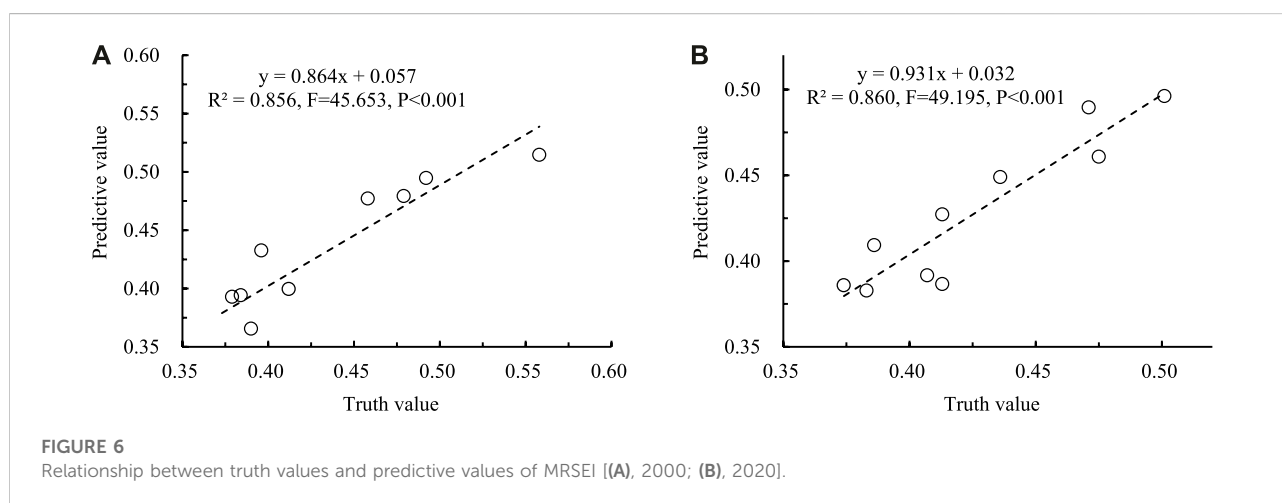 A
0.60
0.55
0.50
0.45
0.40
0.35
Predictive value
y = 0.864x + 0.057
R² = 0.856, F=45.653, P<0.001
0.35 0.40 0.45 0.50 0.55 0.60
Truth value
B
0.50
0.45
0.40
0.35
Predictive value
y = 0.931x + 0.032
R² = 0.860, F=49.195, P<0.001
0.35 0.40 0.45 0.50
Truth value
FIGURE 6
Relationship between truth values and predictive values of MRSEI [(A), 2000; (B), 2020].